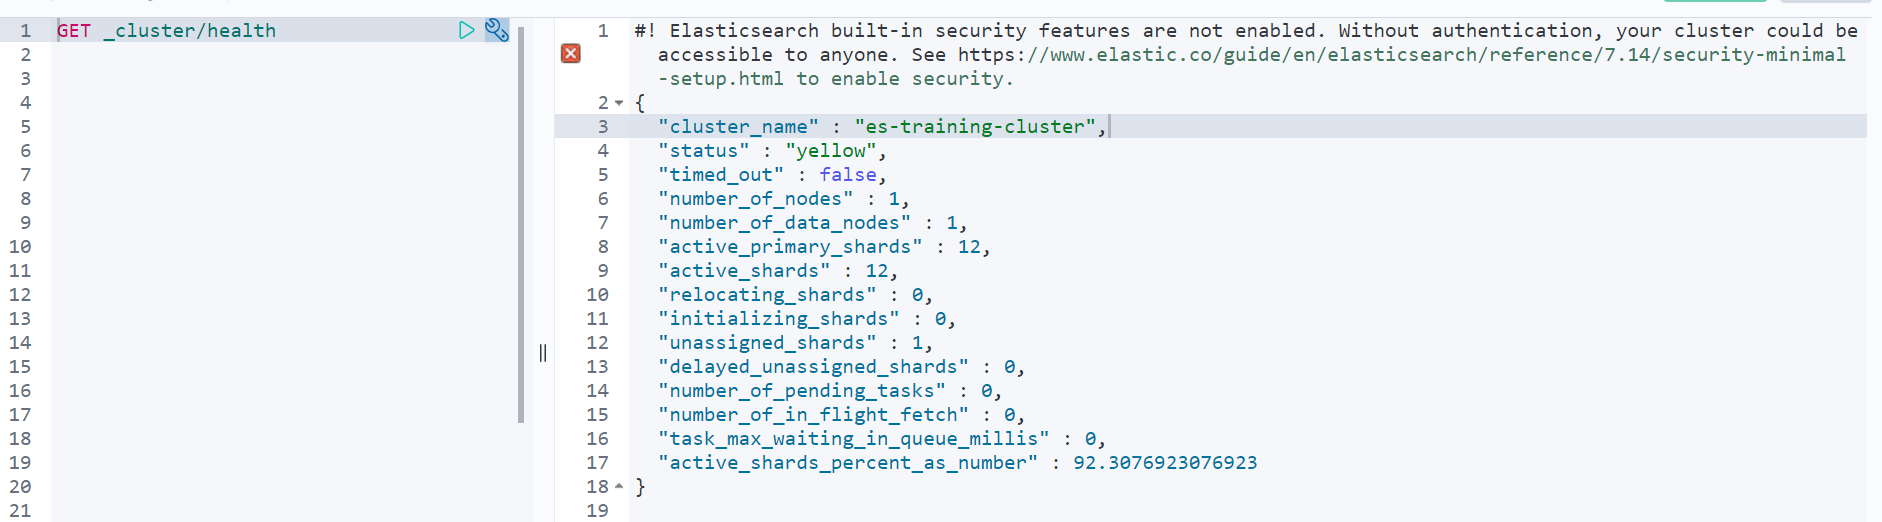 1 GET _cluster/health
2
3
4
5
6
7
8
9
10
11
12
13
14
15
16
17
18
19
20
21
1 #! Elasticsearch built-in security features are not enabled. Without authentication, your cluster could be
accessible to anyone. See https://www.elastic.co/guide/en/elasticsearch/reference/7.14/security-minimal
-setup.html to enable security.
2 {
3 "cluster_name" : "es-training-cluster",
4 "status" : "yellow",
5 "timed_out" : false,
6 "number_of_nodes" : 1,
7 "number_of_data_nodes" : 1,
8 "active_primary_shards" : 12,
9 "active_shards" : 12,
10 "relocating_shards" : 0,
11 "initializing_shards" : 0,
12 "unassigned_shards" : 1,
13 "delayed_unassigned_shards" : 0,
14 "number_of_pending_tasks" : 0,
15 "number_of_in_flight_fetch" : 0,
16 "task_max_waiting_in_queue_millis" : 0,
17 "active_shards_percent_as_number" : 92.3076923076923
18 }
19